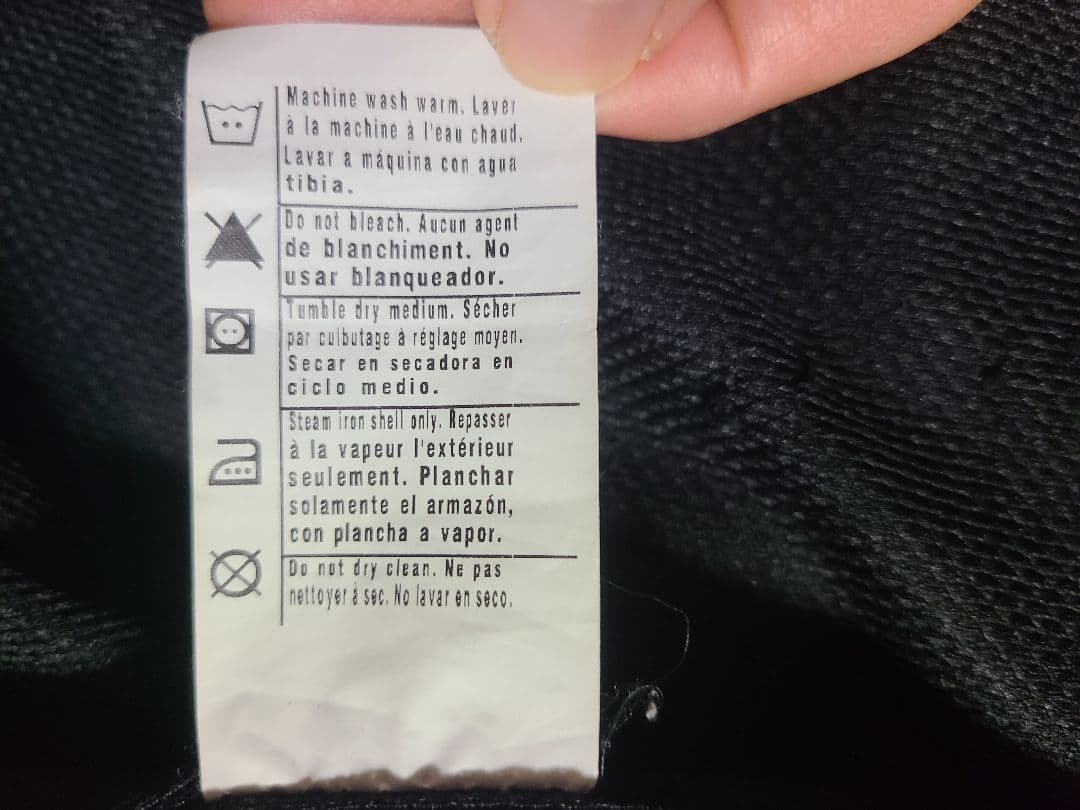 Machine wash warm. Laver
à la machine à l'eau chaud.
Lavar a máquina con agua
tibia.
Do not bleach. Aucun agent
de blanchiment. No
usar blanqueador.
Tumble dry medium. Sécher
par culbutage à réglage moyen.
Secar en secadora en
ciclo medio.
Steam iron shell only. Repasser
à la vapeur l'extérieur
seulement. Planchar
solamente el armazón,
con plancha a vapor.
Do not dry clean. Ne pas
nettoyer à sec. No lavar en seco.